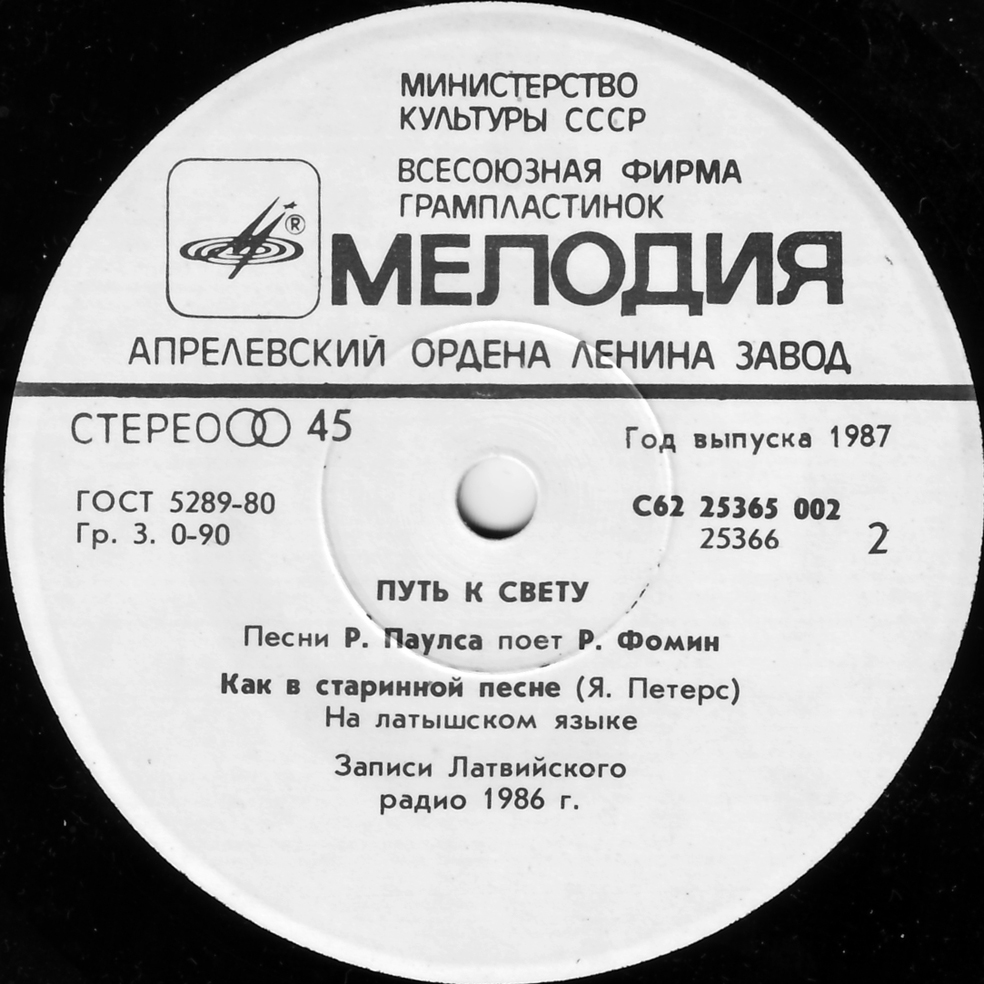 МИНИСТЕРСТВО
КУЛЬТУРЫ СССР
ВСЕСОЮЗНАЯ ФИРМА
ГРАМПЛАСТИНОК
®
МЕЛОДИЯ
АПРЕЛЕВСКИЙ ОРДЕНА ЛЕНИНА ЗАВОД
СТЕРЕО 45
Год выпуска 1987
ГОСТ 5289-80
Гр. 3. 0-90
С62 25365 002
25366
2
ПУТЬ К СВЕТУ
Песни Р. Паулса поет Р. Фомин
Как в старинной песне (Я. Петерс)
На латышском языке
Записи Латвийского
радио 1986 г.